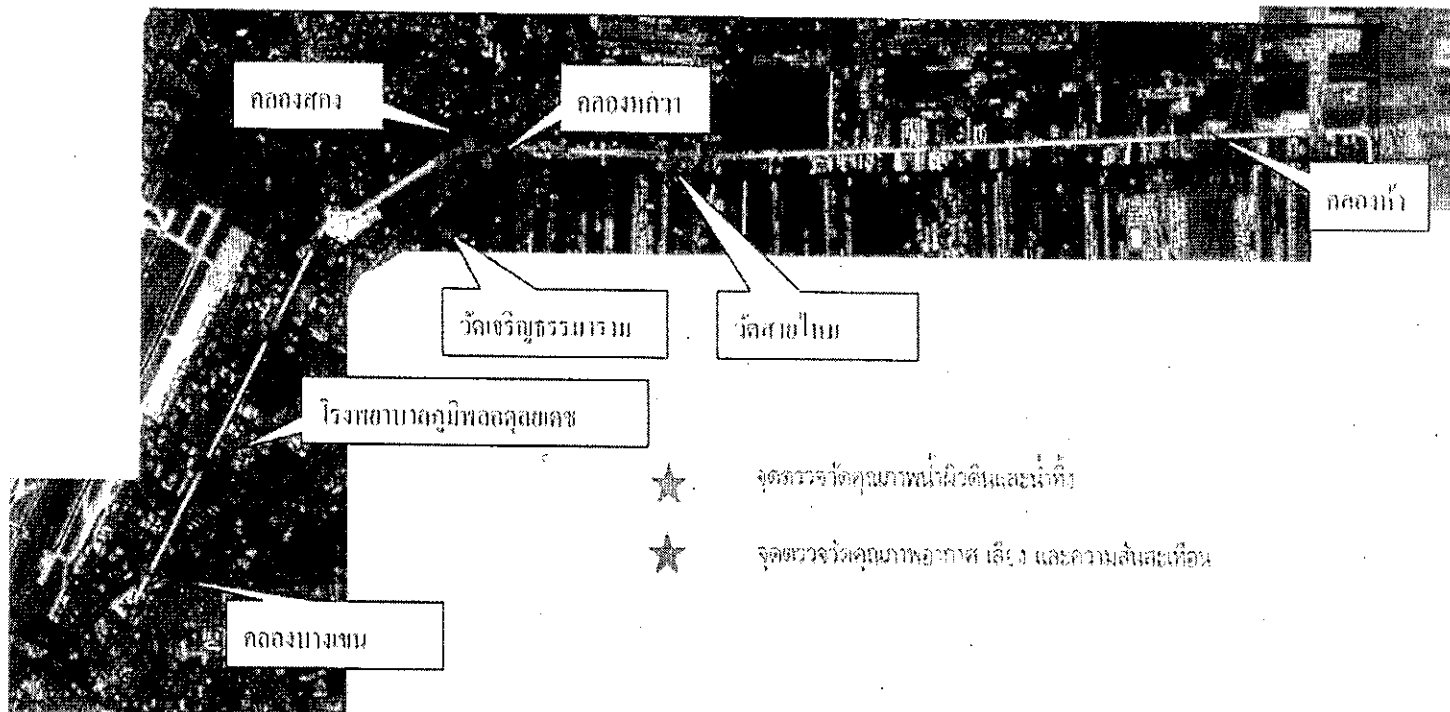 คลองสอง
คลองหกวา
คลองห้า
วัดเจริญธรรมาราม
วัดสายไหม
โรงพยาบาลภูมิพลอดุลยเดช
จุดตรวจวัดคุณภาพน้ำผิวดินและน้ำทิ้ง
จุดตรวจวัดคุณภาพอากาศ เสียง และความสั่นสะเทือน
คลองบางเขน